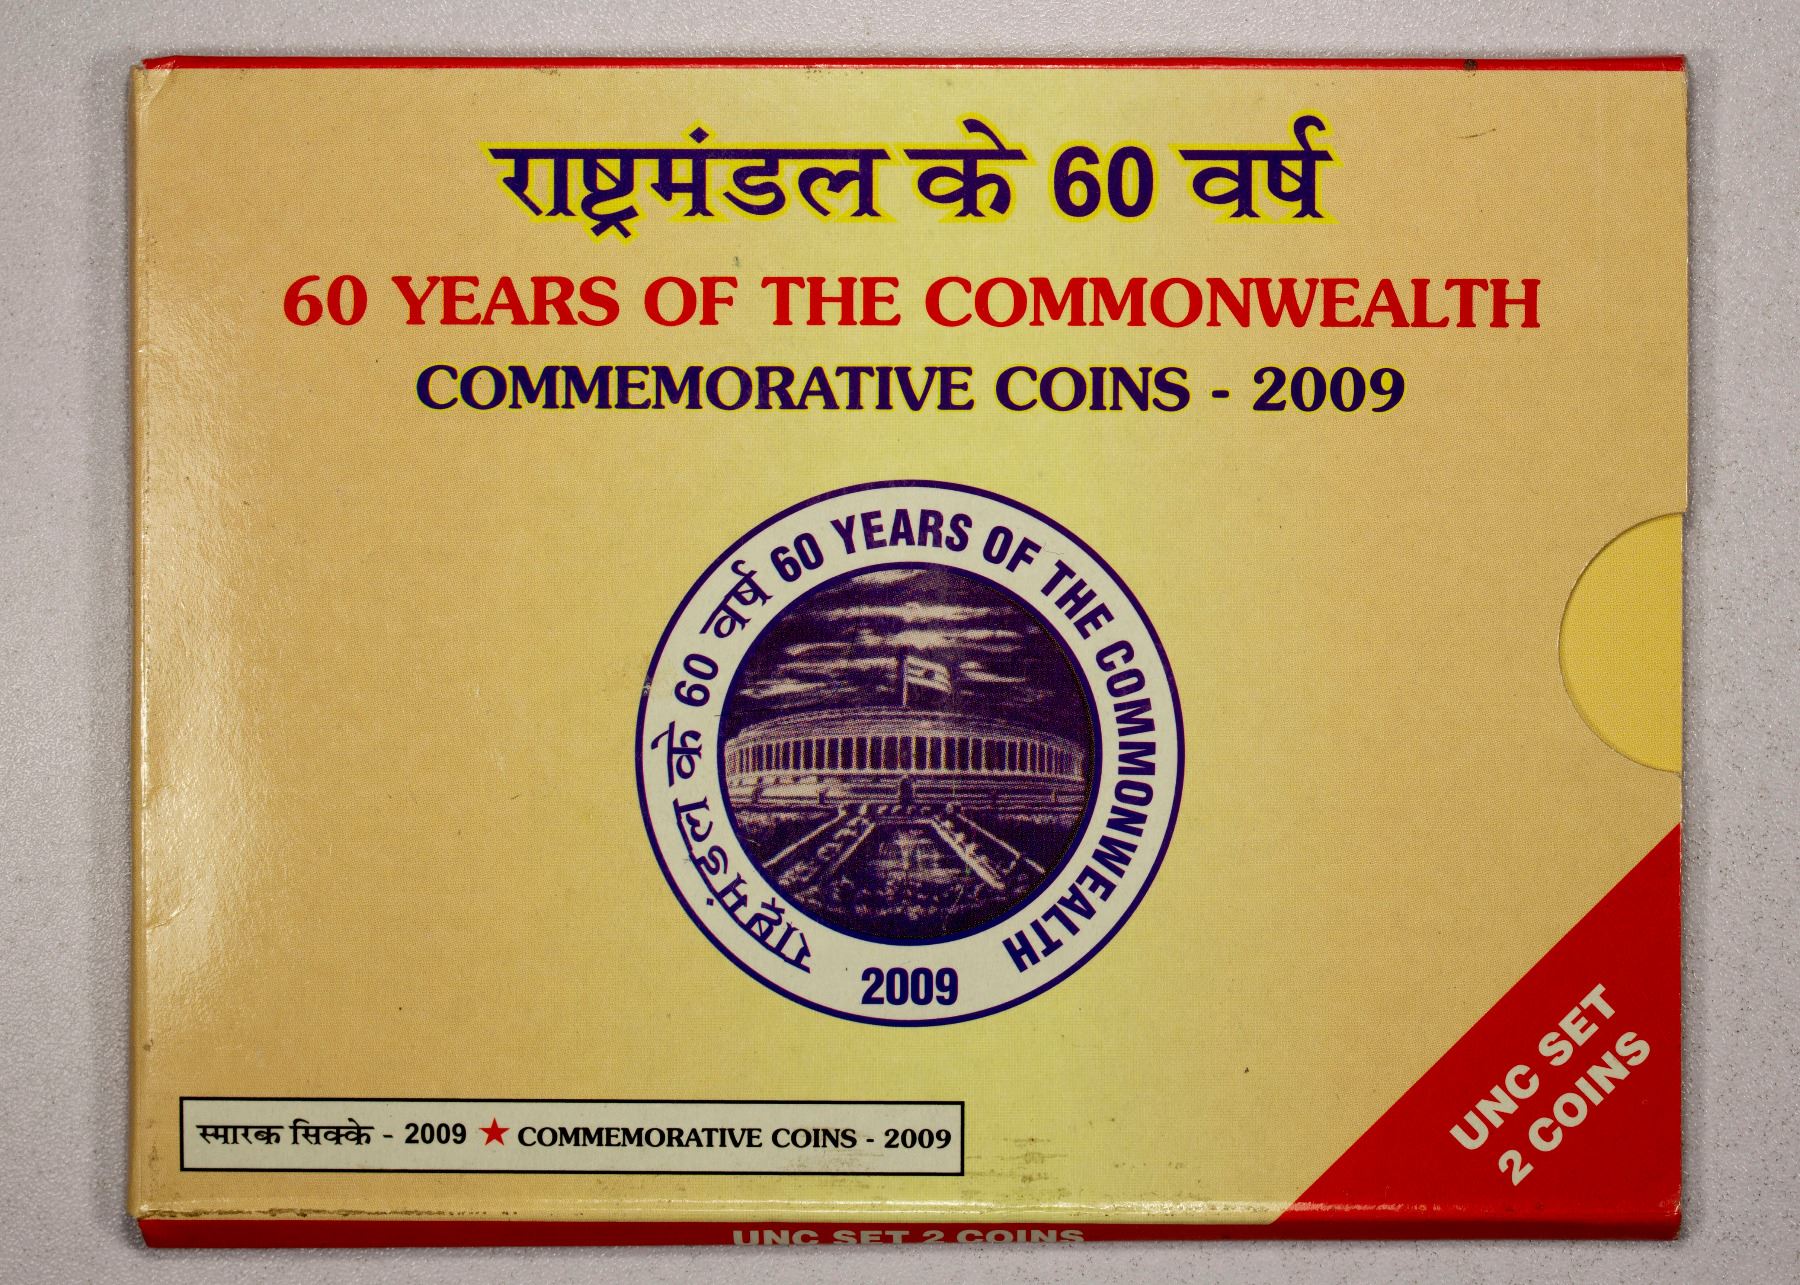 राष्ट्रमंडल के 60 वर्ष
60 YEARS OF THE COMMONWEALTH
COMMEMORATIVE COINS - 2009
राष्ट्रमंडल के 60 वर्ष 60 YEARS OF THE COMMONWEALTH
2009
स्मारक सिक्के - 2009 ★ COMMEMORATIVE COINS - 2009
UNC SET
2 COINS
UNC SET 2 COINS